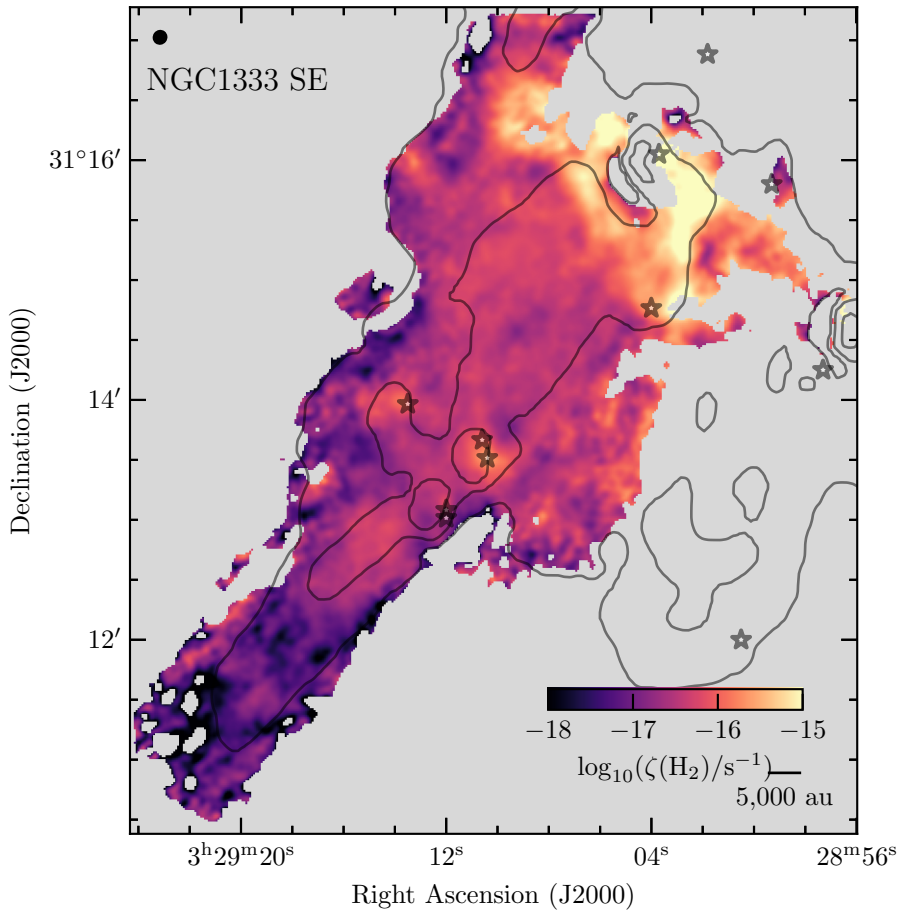 NGC1333 SE
31°16′
14′
12′
Declination (J2000)
−18 −17 −16 −15
log₁₀(ζ(H₂)/s⁻¹)
5,000 au
3ʰ29ᵐ20ˢ 12ˢ 04ˢ 28ᵐ56ˢ
Right Ascension (J2000)